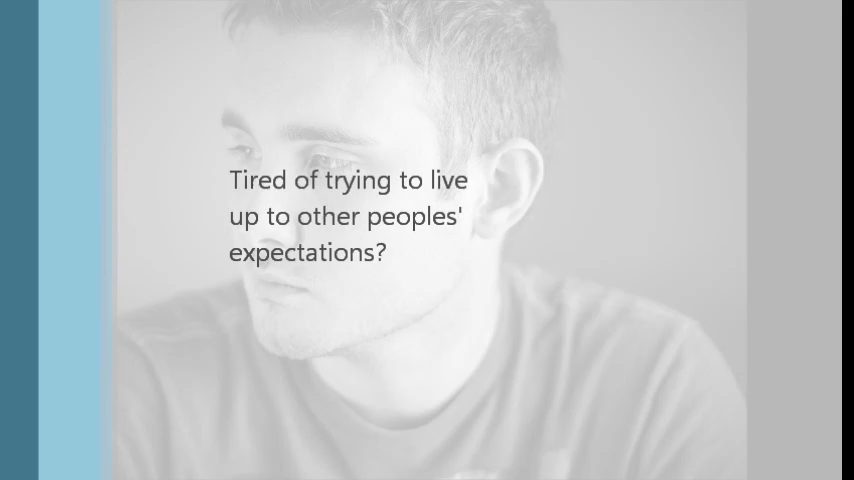 Tired of trying to live
up to other peoples'
expectations?